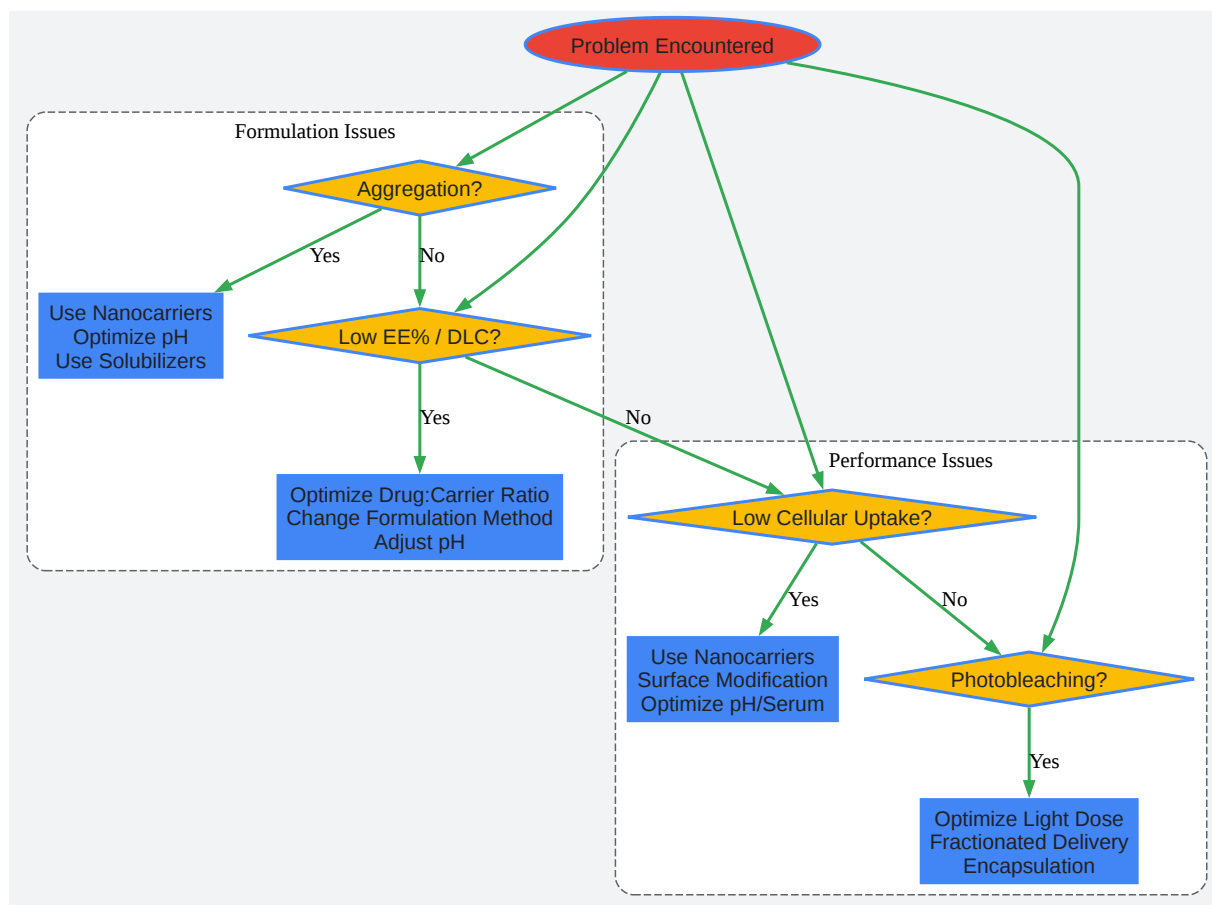 Problem Encountered
Formulation Issues
Aggregation?
Yes
No
Use Nanocarriers
Optimize pH
Use Solubilizers
Low EE% / DLC?
Yes
No
Optimize Drug:Carrier Ratio
Change Formulation Method
Adjust pH
Performance Issues
Low Cellular Uptake?
Yes
No
Use Nanocarriers
Surface Modification
Optimize pH/Serum
Photobleaching?
Yes
Optimize Light Dose
Fractionated Delivery
Encapsulation